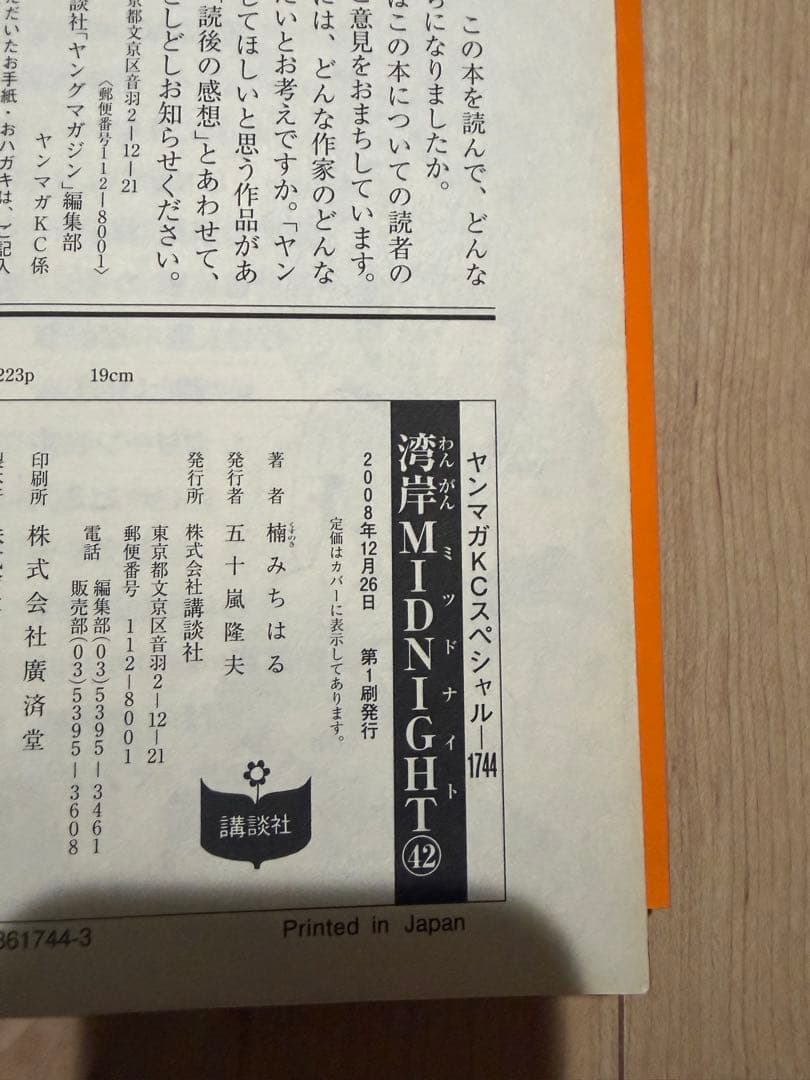 この本を読んで、どんな
ちになりましたか。
はこの本についての読者の
意見をおまちしています。
には、どんな作家のどんな
たいとお考えですか。「ヤン
してほしいと思う作品があ
読後の感想」とあわせて、
どしどしお知らせください。
京都文京区音羽2—12—21
〈郵便番号112—8001〉
談社「ヤングマガジン」編集部
ヤンマガKC係
ただいたお手紙・おハガキは、ご記入
223p 19cm
ヤンマガKCスペシャル—1744
わん がん ミッドナイト
湾岸MIDNIGHT㊷
2008年12月26日 第1刷発行
定価はカバーに表示してあります。
著者 楠みちはる
くすのき
発行者 五十嵐隆夫
発行所 株式会社講談社
東京都文京区音羽2—12—21
郵便番号 112—8001
電話 編集部(03)5395—3461
販売部(03)5395—3608
印刷所 株式会社廣済堂
講談社
361744-3
Printed in Japan